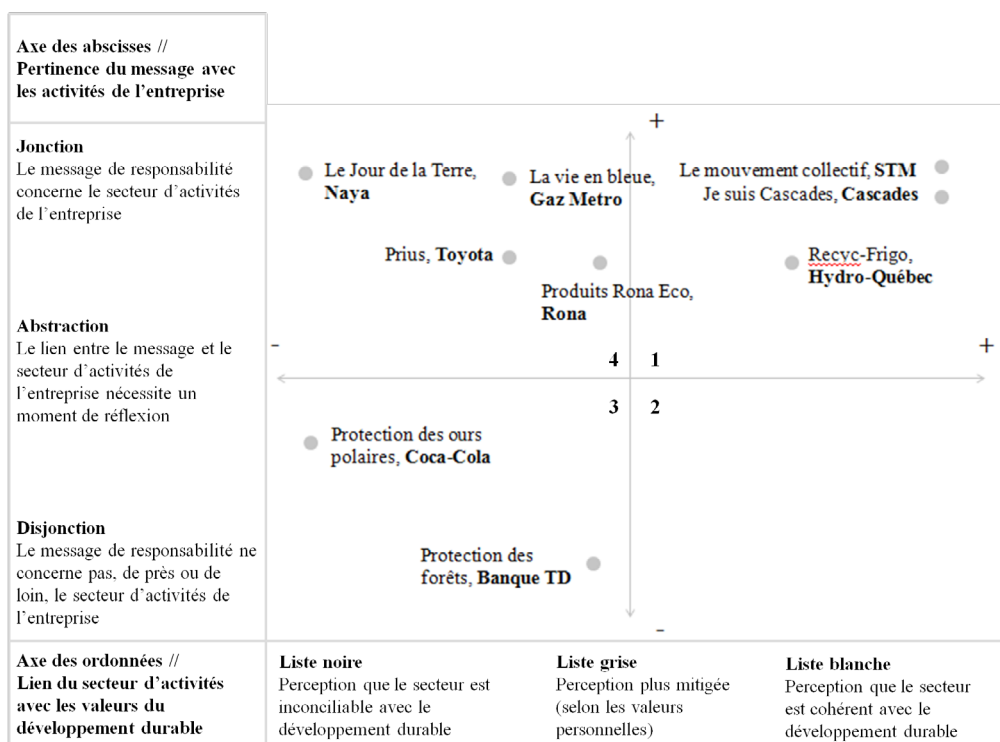 Axe des abscisses //
Pertinence du message avec
les activités de l'entreprise
Jonction
Le message de responsabilité
concerne le secteur d'activités
de l'entreprise
Abstraction
Le lien entre le message et le
secteur d'activités de
l'entreprise nécessite un
moment de réflexion
Disjonction
Le message de responsabilité ne
concerne pas, de près ou de
loin, le secteur d'activités de
l'entreprise
+
Le Jour de la Terre,
Naya
La vie en bleue,
Gaz Metro
Le mouvement collectif, STM
Je suis Cascades, Cascades
Prius, Toyota
Produits Rona Eco,
Rona
Recyc-Frigo,
Hydro-Québec
-
+
4 1
3 2
Protection des ours
polaires, Coca-Cola
Protection des
forêts, Banque TD
-
Axe des ordonnées //
Lien du secteur d'activités
avec les valeurs du
développement durable
Liste noire
Perception que le secteur est
inconciliable avec le
développement durable
Liste grise
Perception plus mitigée
(selon les valeurs
personnelles)
Liste blanche
Perception que le secteur
est cohérent avec le
développement durable